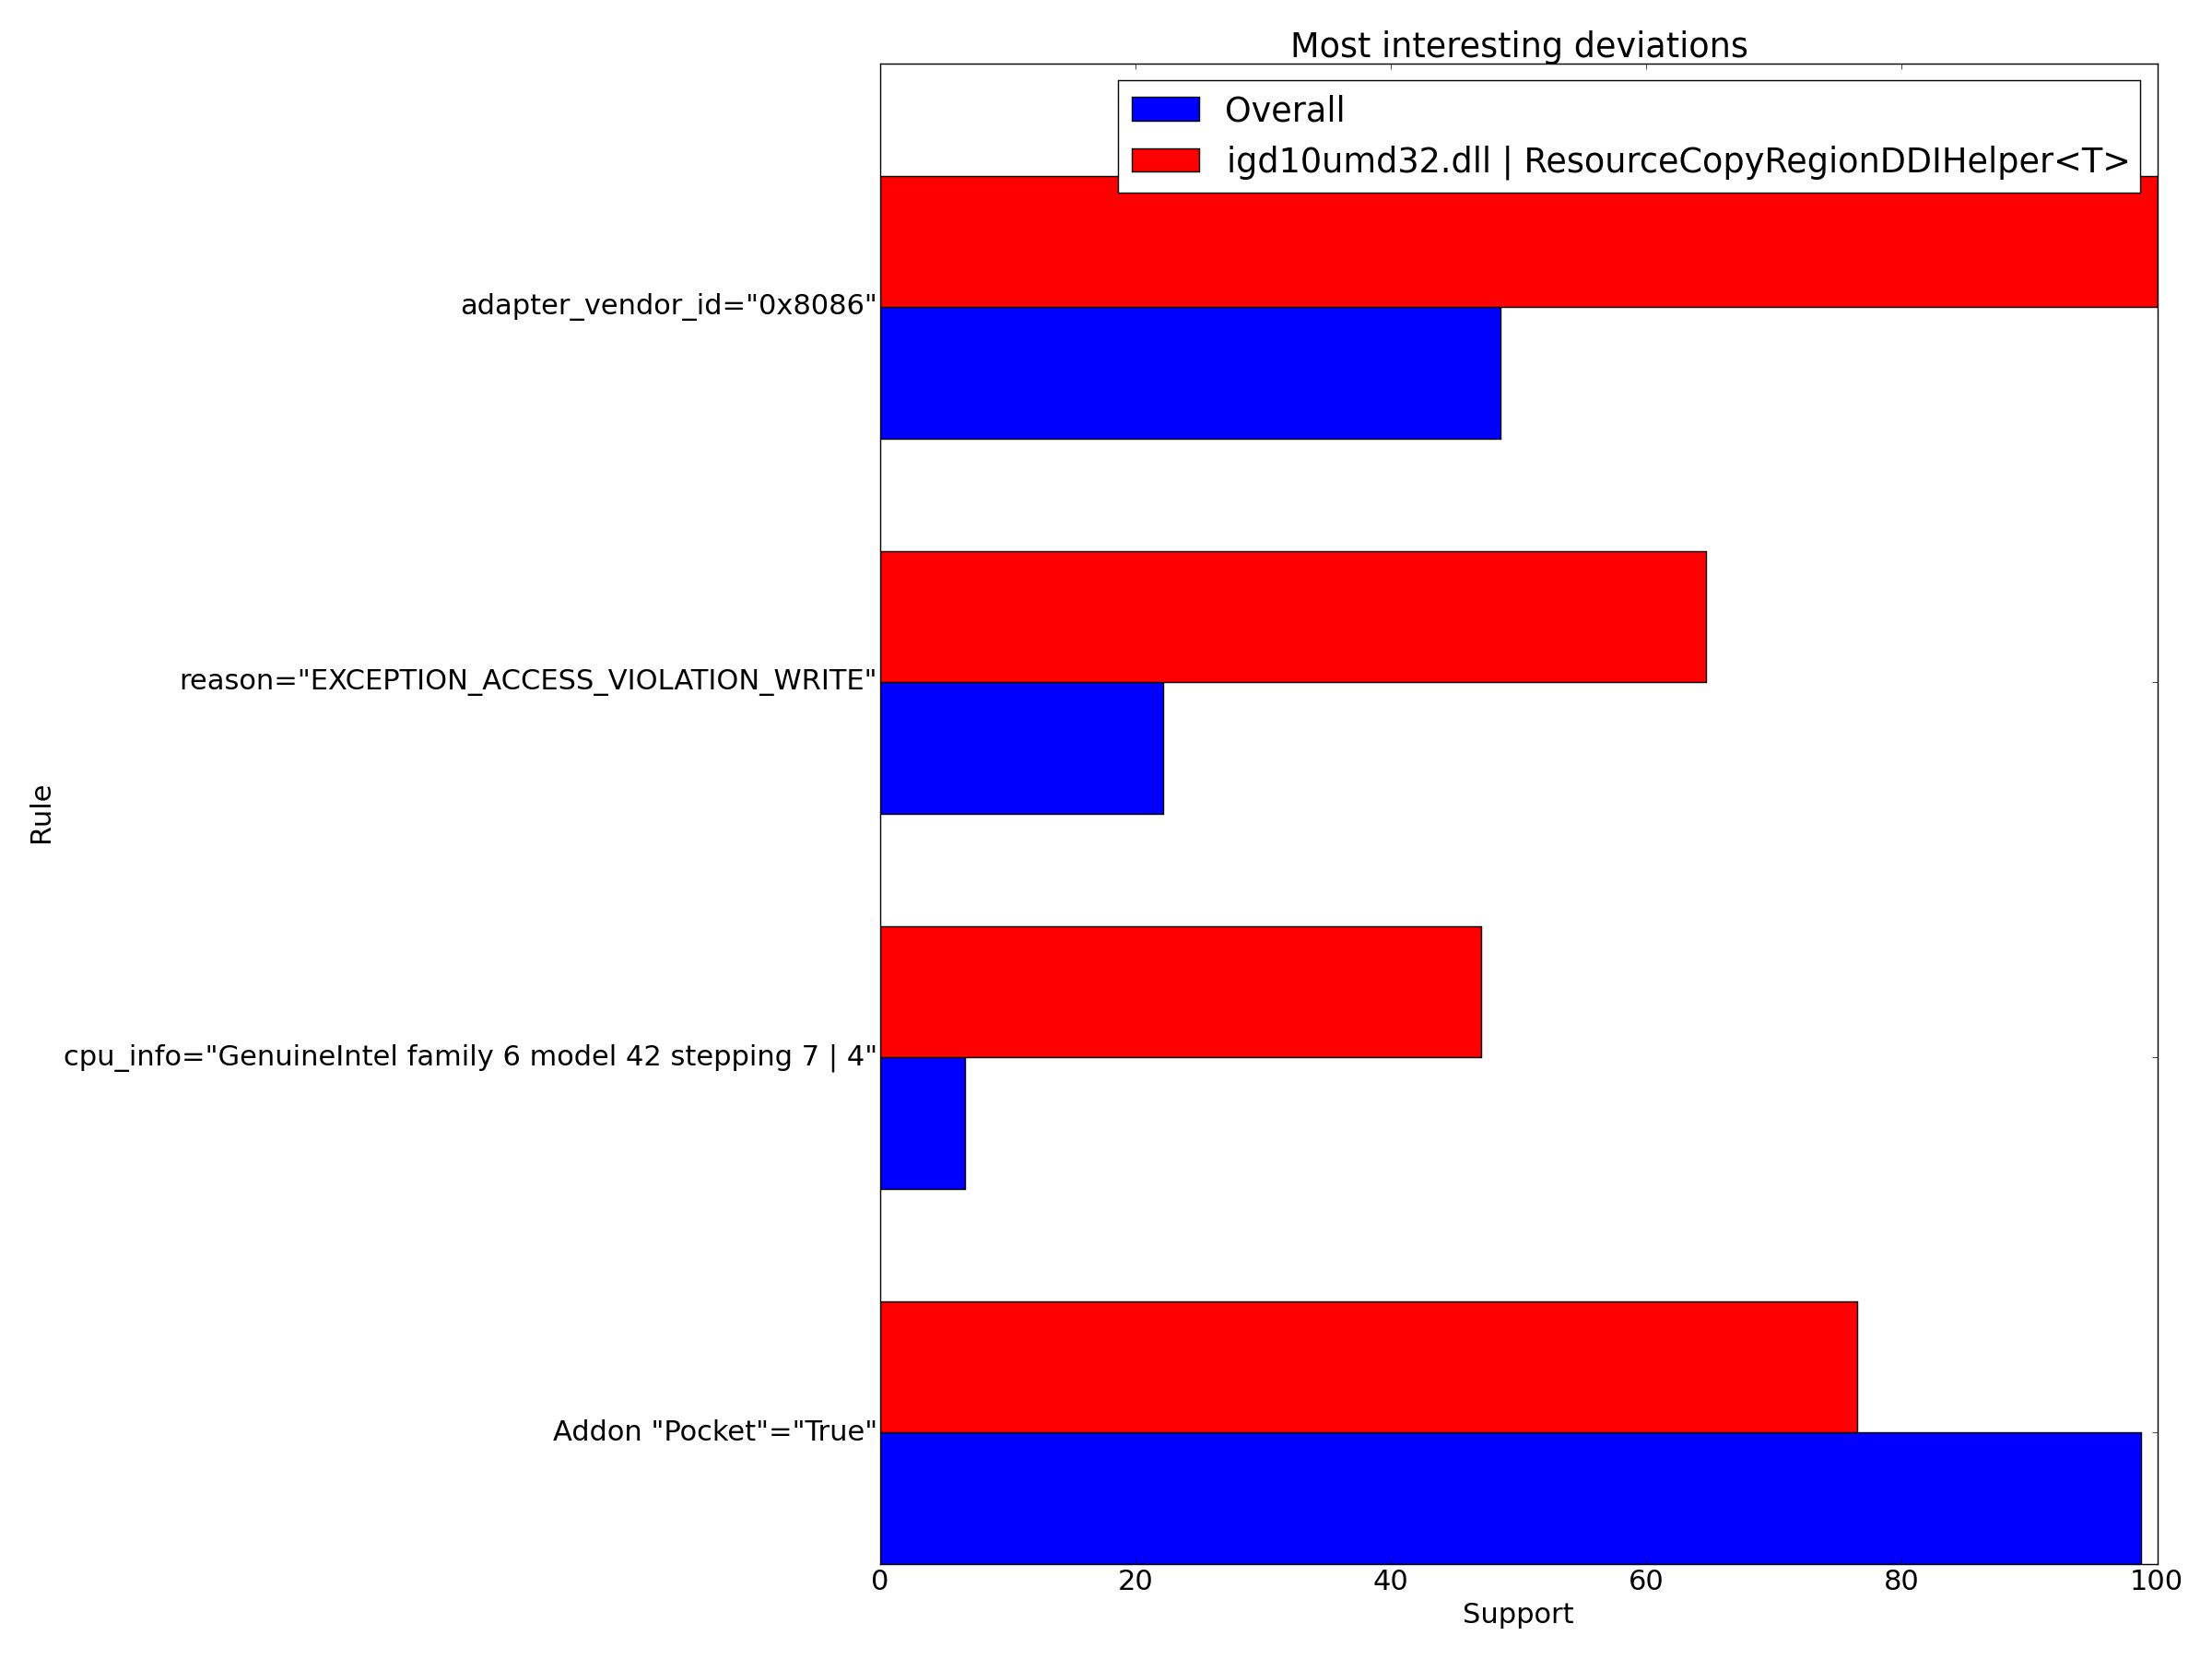 Most interesting deviations
Overall
igd10umd32.dll | ResourceCopyRegionDDIHelper<T>
adapter_vendor_id="0x8086"
reason="EXCEPTION_ACCESS_VIOLATION_WRITE"
Rule
cpu_info="GenuineIntel family 6 model 42 stepping 7 | 4"
Addon "Pocket"="True"
0 20 40 60 80 100
Support